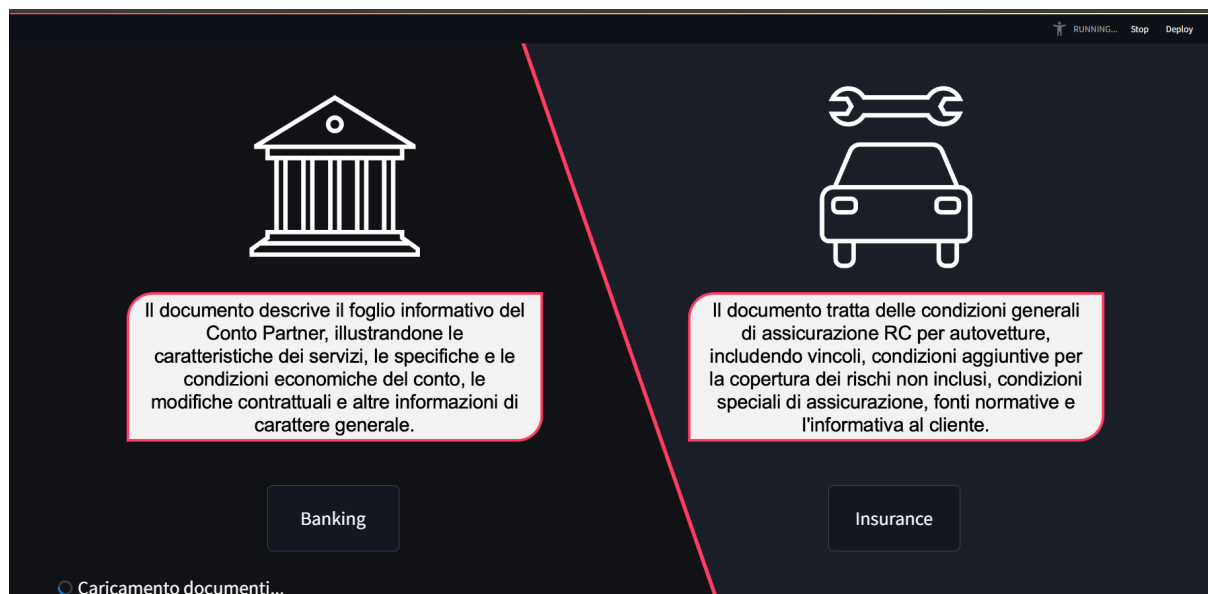 RUNNING... Stop Deploy
Il documento descrive il foglio informativo del
Conto Partner, illustrandone le
caratteristiche dei servizi, le specifiche e le
condizioni economiche del conto, le
modifiche contrattuali e altre informazioni di
carattere generale.
Il documento tratta delle condizioni generali
di assicurazione RC per autovetture,
includendo vincoli, condizioni aggiuntive per
la copertura dei rischi non inclusi, condizioni
speciali di assicurazione, fonti normative e
l'informativa al cliente.
Banking
Insurance
Caricamento documenti...